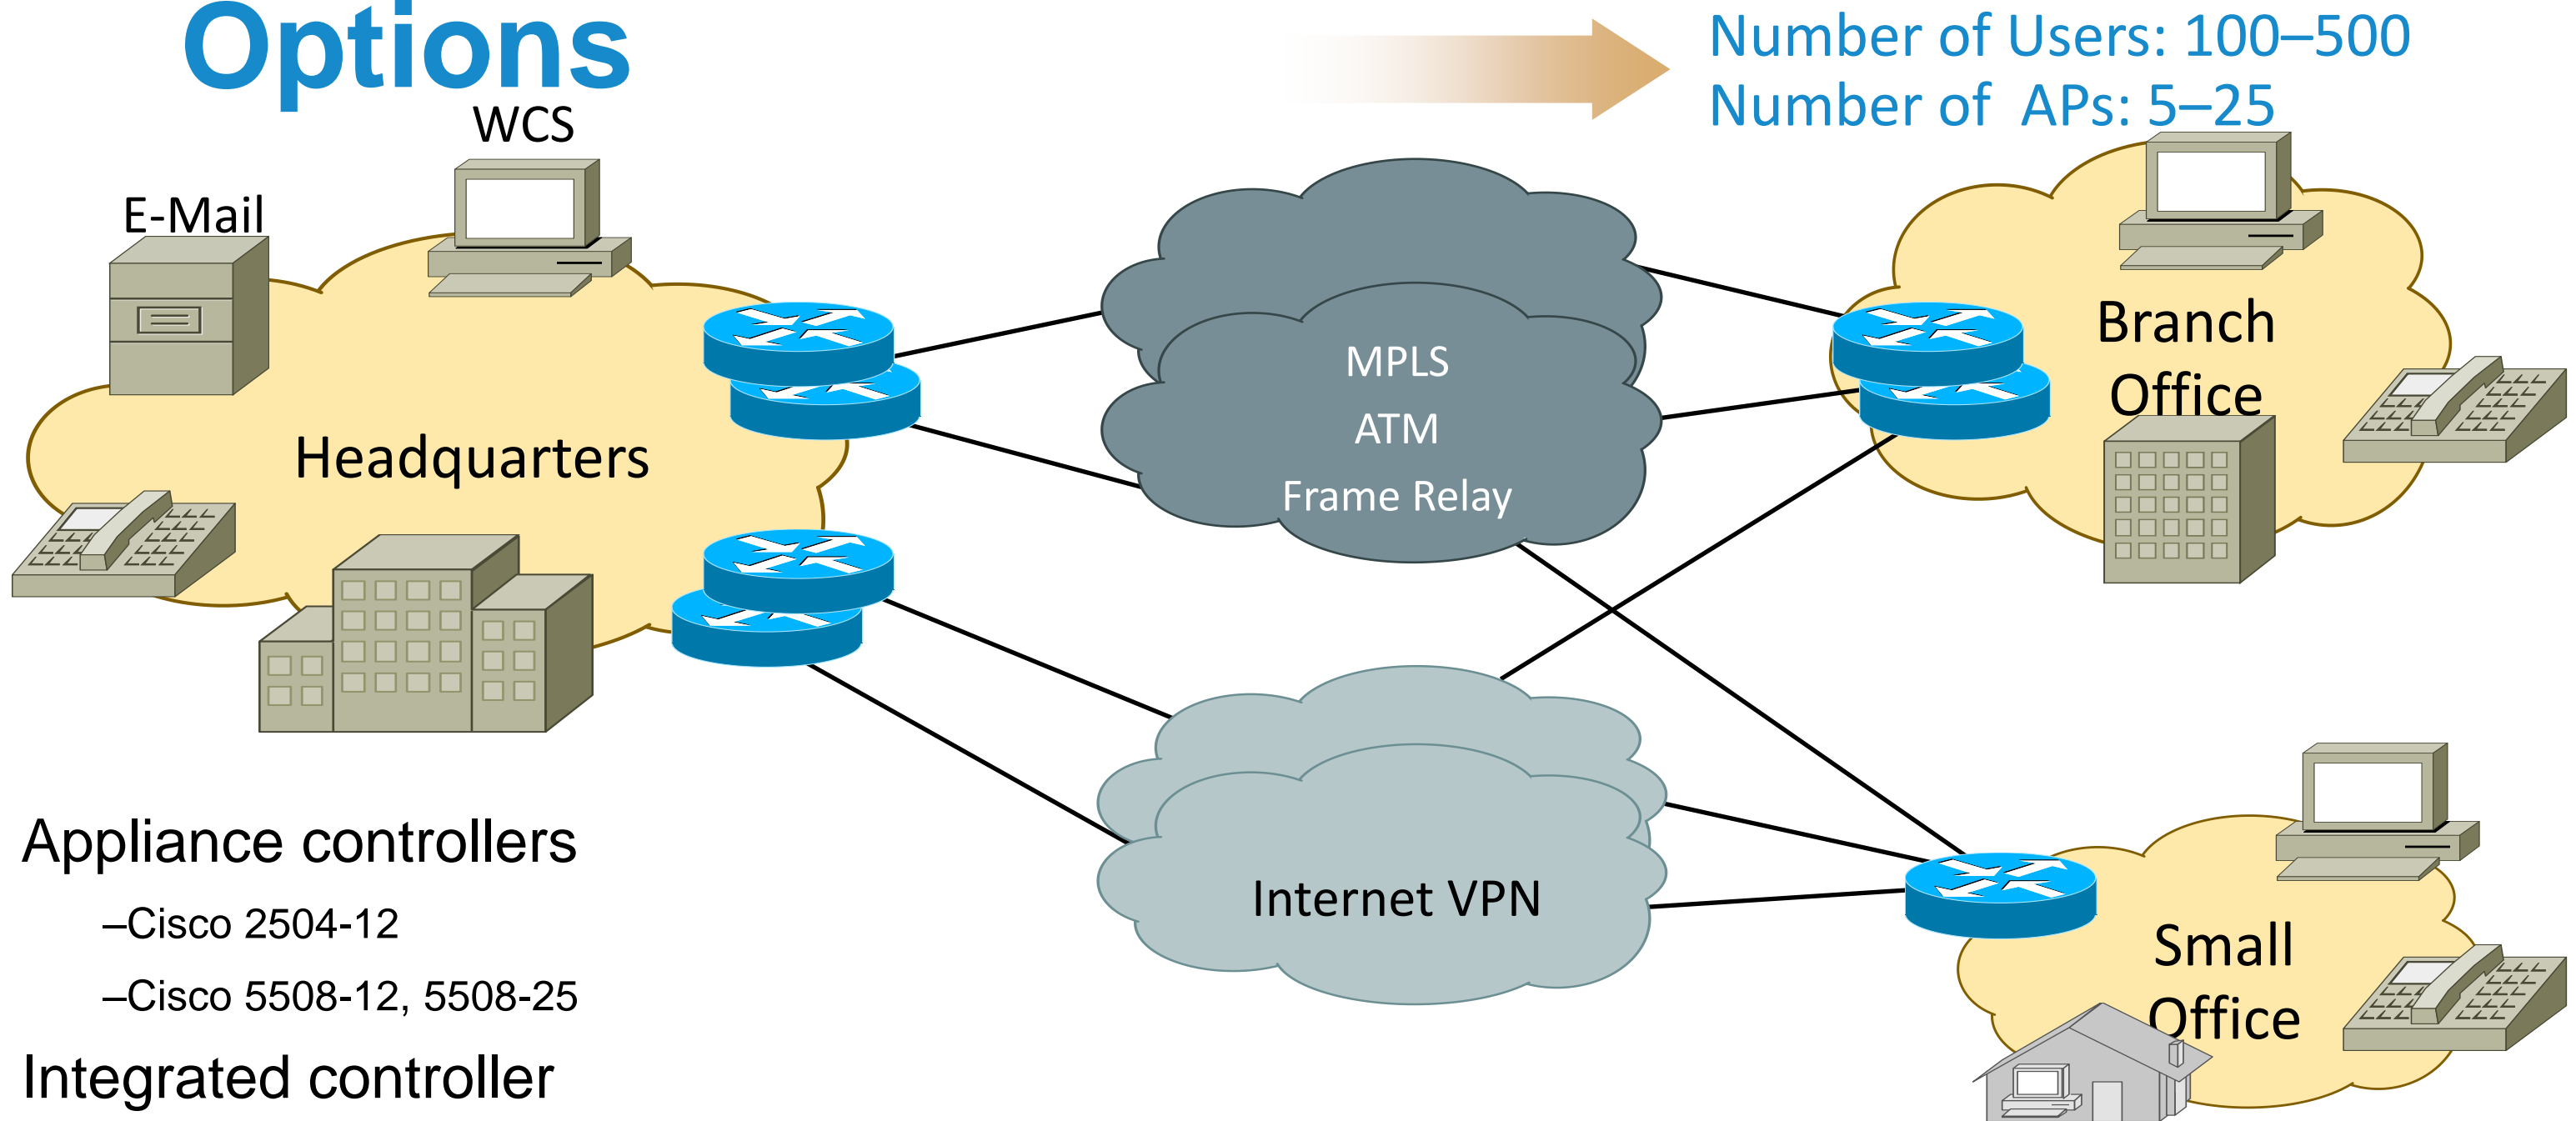 Options
Number of Users: 100–500
Number of APs: 5–25
WCS
E-Mail
Headquarters
MPLS
ATM
Frame Relay
Branch
Office
Internet VPN
Small
Office
Appliance controllers
–Cisco 2504-12
–Cisco 5508-12, 5508-25
Integrated controller